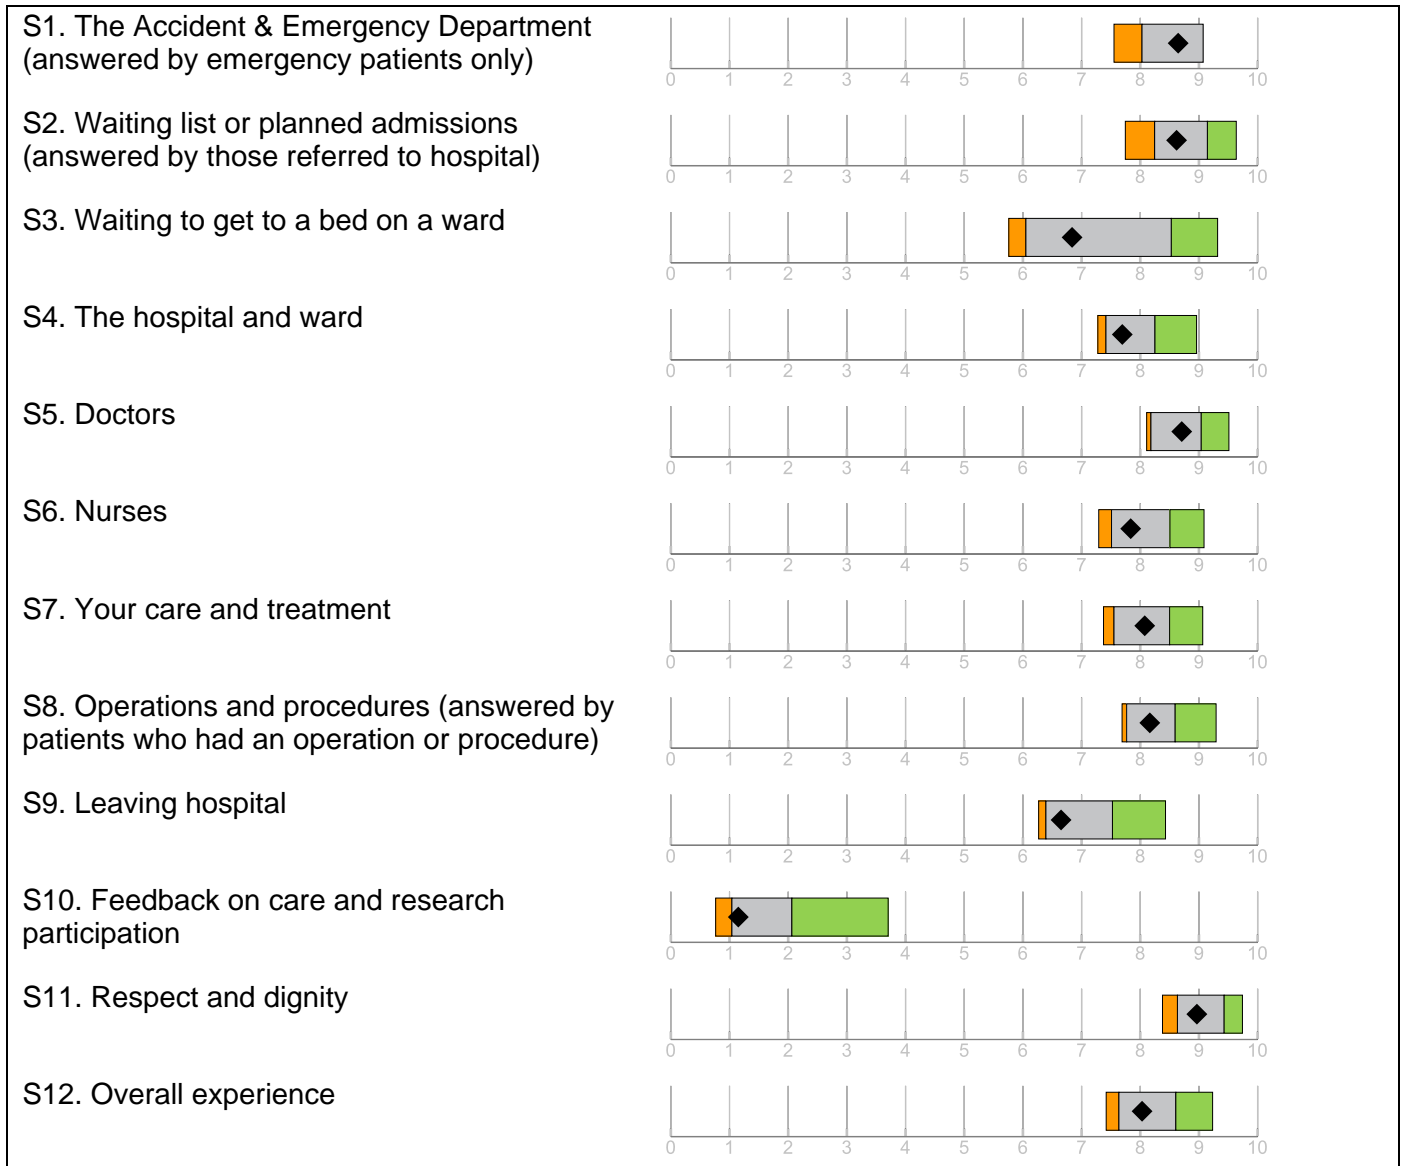 S1. The Accident & Emergency Department
(answered by emergency patients only)
0 1 2 3 4 5 6 7 8 9 10
S2. Waiting list or planned admissions
(answered by those referred to hospital)
0 1 2 3 4 5 6 7 8 9 10
S3. Waiting to get to a bed on a ward
0 1 2 3 4 5 6 7 8 9 10
S4. The hospital and ward
0 1 2 3 4 5 6 7 8 9 10
S5. Doctors
0 1 2 3 4 5 6 7 8 9 10
S6. Nurses
0 1 2 3 4 5 6 7 8 9 10
S7. Your care and treatment
0 1 2 3 4 5 6 7 8 9 10
S8. Operations and procedures (answered by
patients who had an operation or procedure)
0 1 2 3 4 5 6 7 8 9 10
S9. Leaving hospital
0 1 2 3 4 5 6 7 8 9 10
S10. Feedback on care and research
participation
0 1 2 3 4 5 6 7 8 9 10
S11. Respect and dignity
0 1 2 3 4 5 6 7 8 9 10
S12. Overall experience
0 1 2 3 4 5 6 7 8 9 10